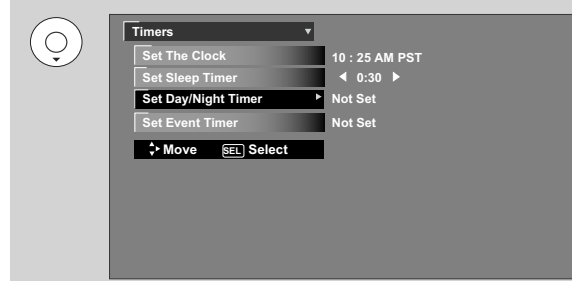 Timers
Set The Clock 10 : 25 AM PST
Set Sleep Timer 0:30
Set Day/Night Timer Not Set
Set Event Timer Not Set
Move SEL Select